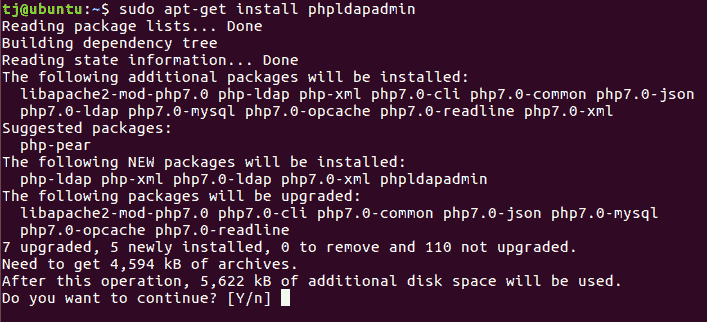 tj@ubuntu:~$ sudo apt-get install phpldapadmin
Reading package lists... Done
Building dependency tree
Reading state information... Done
The following additional packages will be installed:
  libapache2-mod-php7.0 php-ldap php-xml php7.0-cli php7.0-common php7.0-json
  php7.0-ldap php7.0-mysql php7.0-opcache php7.0-readline php7.0-xml
Suggested packages:
  php-pear
The following NEW packages will be installed:
  php-ldap php-xml php7.0-ldap php7.0-xml phpldapadmin
The following packages will be upgraded:
  libapache2-mod-php7.0 php7.0-cli php7.0-common php7.0-json php7.0-mysql
  php7.0-opcache php7.0-readline
7 upgraded, 5 newly installed, 0 to remove and 110 not upgraded.
Need to get 4,594 kB of archives.
After this operation, 5,622 kB of additional disk space will be used.
Do you want to continue? [Y/n]